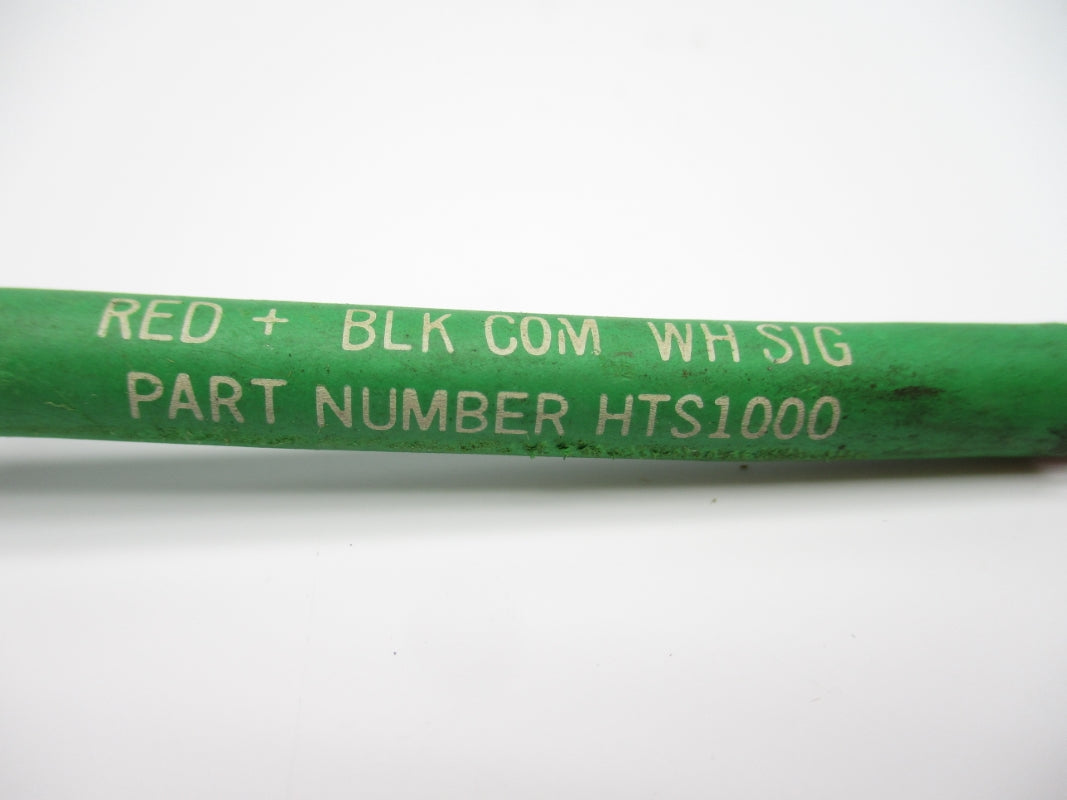 RED + BLK COM WH SIG
PART NUMBER HTS1000